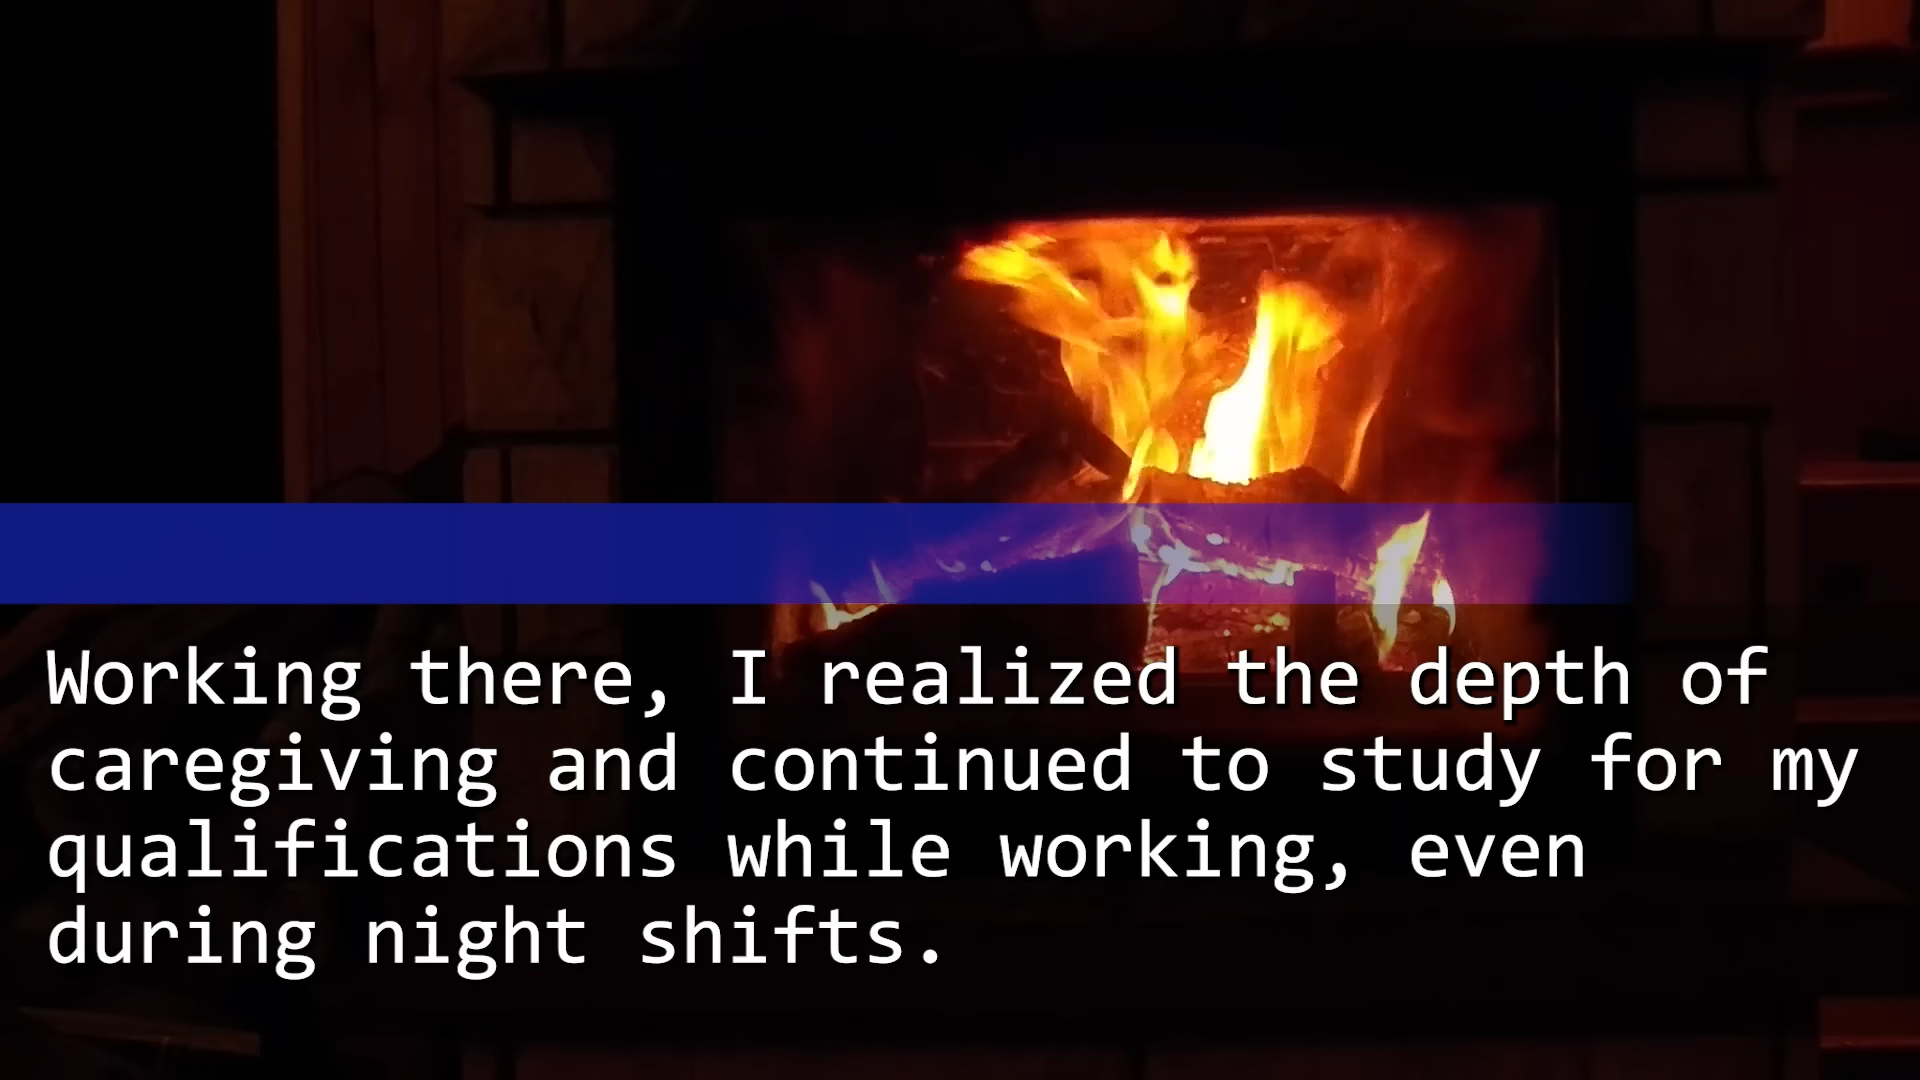 Working there, I realized the depth of
caregiving and continued to study for my
qualifications while working, even
during night shifts.